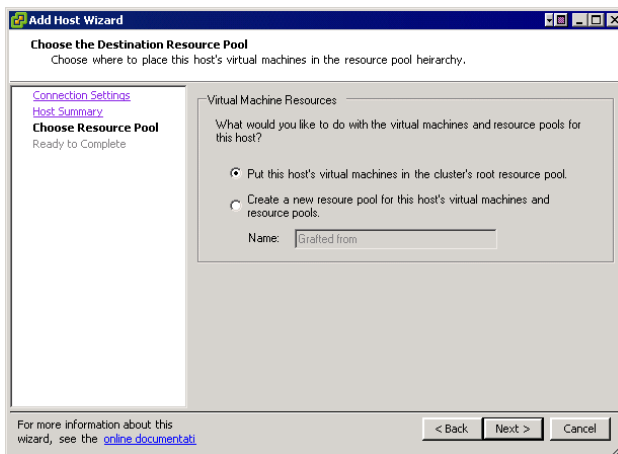 Add Host Wizard
Choose the Destination Resource Pool
Choose where to place this host's virtual machines in the resource pool heirarchy.
Connection Settings
Host Summary
Choose Resource Pool
Ready to Complete
Virtual Machine Resources
What would you like to do with the virtual machines and resource pools for
this host?
Put this host's virtual machines in the cluster's root resource pool.
Create a new resoure pool for this host's virtual machines and
resource pools.
Name: Grafted from
For more information about this
wizard, see the online documentati
< Back Next > Cancel